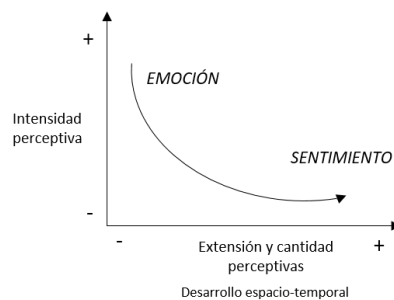 +
EMOCIÓN
Intensidad
perceptiva
SENTIMIENTO
-
-
Extensión y cantidad
perceptivas
+
Desarrollo espacio-temporal